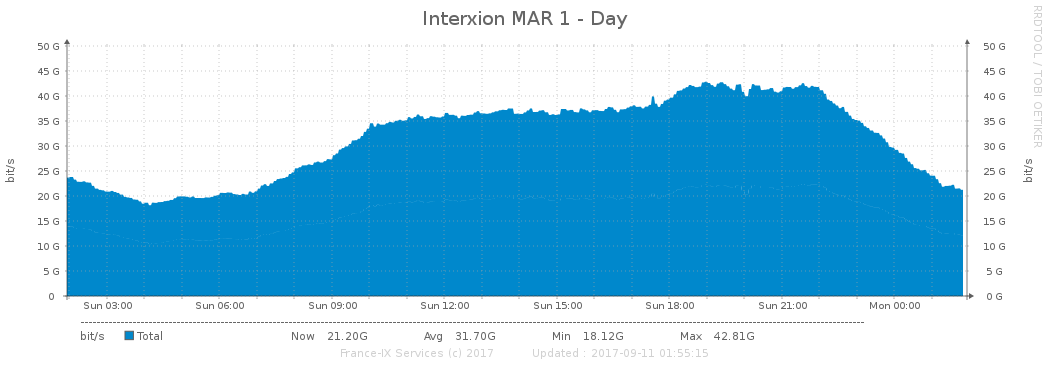 Interxion MAR 1 - Day
RRDTOOL / TOBI OETIKER
bit/s
50 G 50 G
45 G 45 G
40 G 40 G
35 G 35 G
30 G 30 G
25 G 25 G
20 G 20 G
15 G 15 G
10 G 10 G
5 G 5 G
0 0 G
bit/s
Sun 03:00 Sun 06:00 Sun 09:00 Sun 12:00 Sun 15:00 Sun 18:00 Sun 21:00 Mon 00:00
bit/s Total Now 21.20G Avg 31.70G Min 18.12G Max 42.81G
France-IX Services (c) 2017 Updated : 2017-09-11 01:55:15